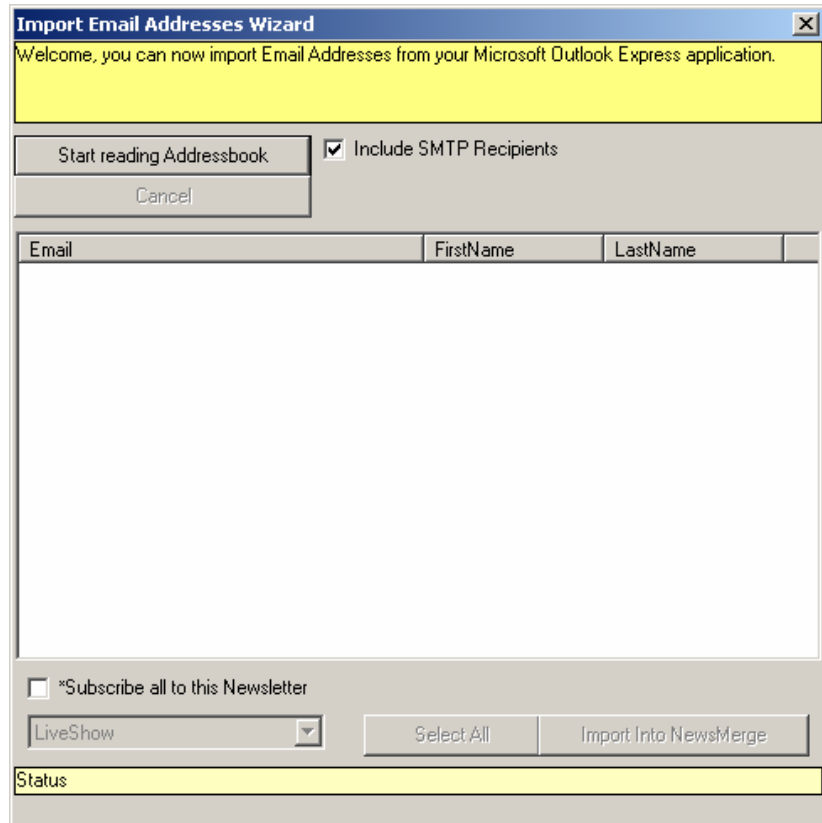 Import Email Addresses Wizard
Welcome, you can now import Email Addresses from your Microsoft Outlook Express application.
Start reading Addressbook
Include SMTP Recipients
Cancel
Email FirstName LastName
*Subscribe all to this Newsletter
LiveShow Select All Import Into NewsMerge
Status